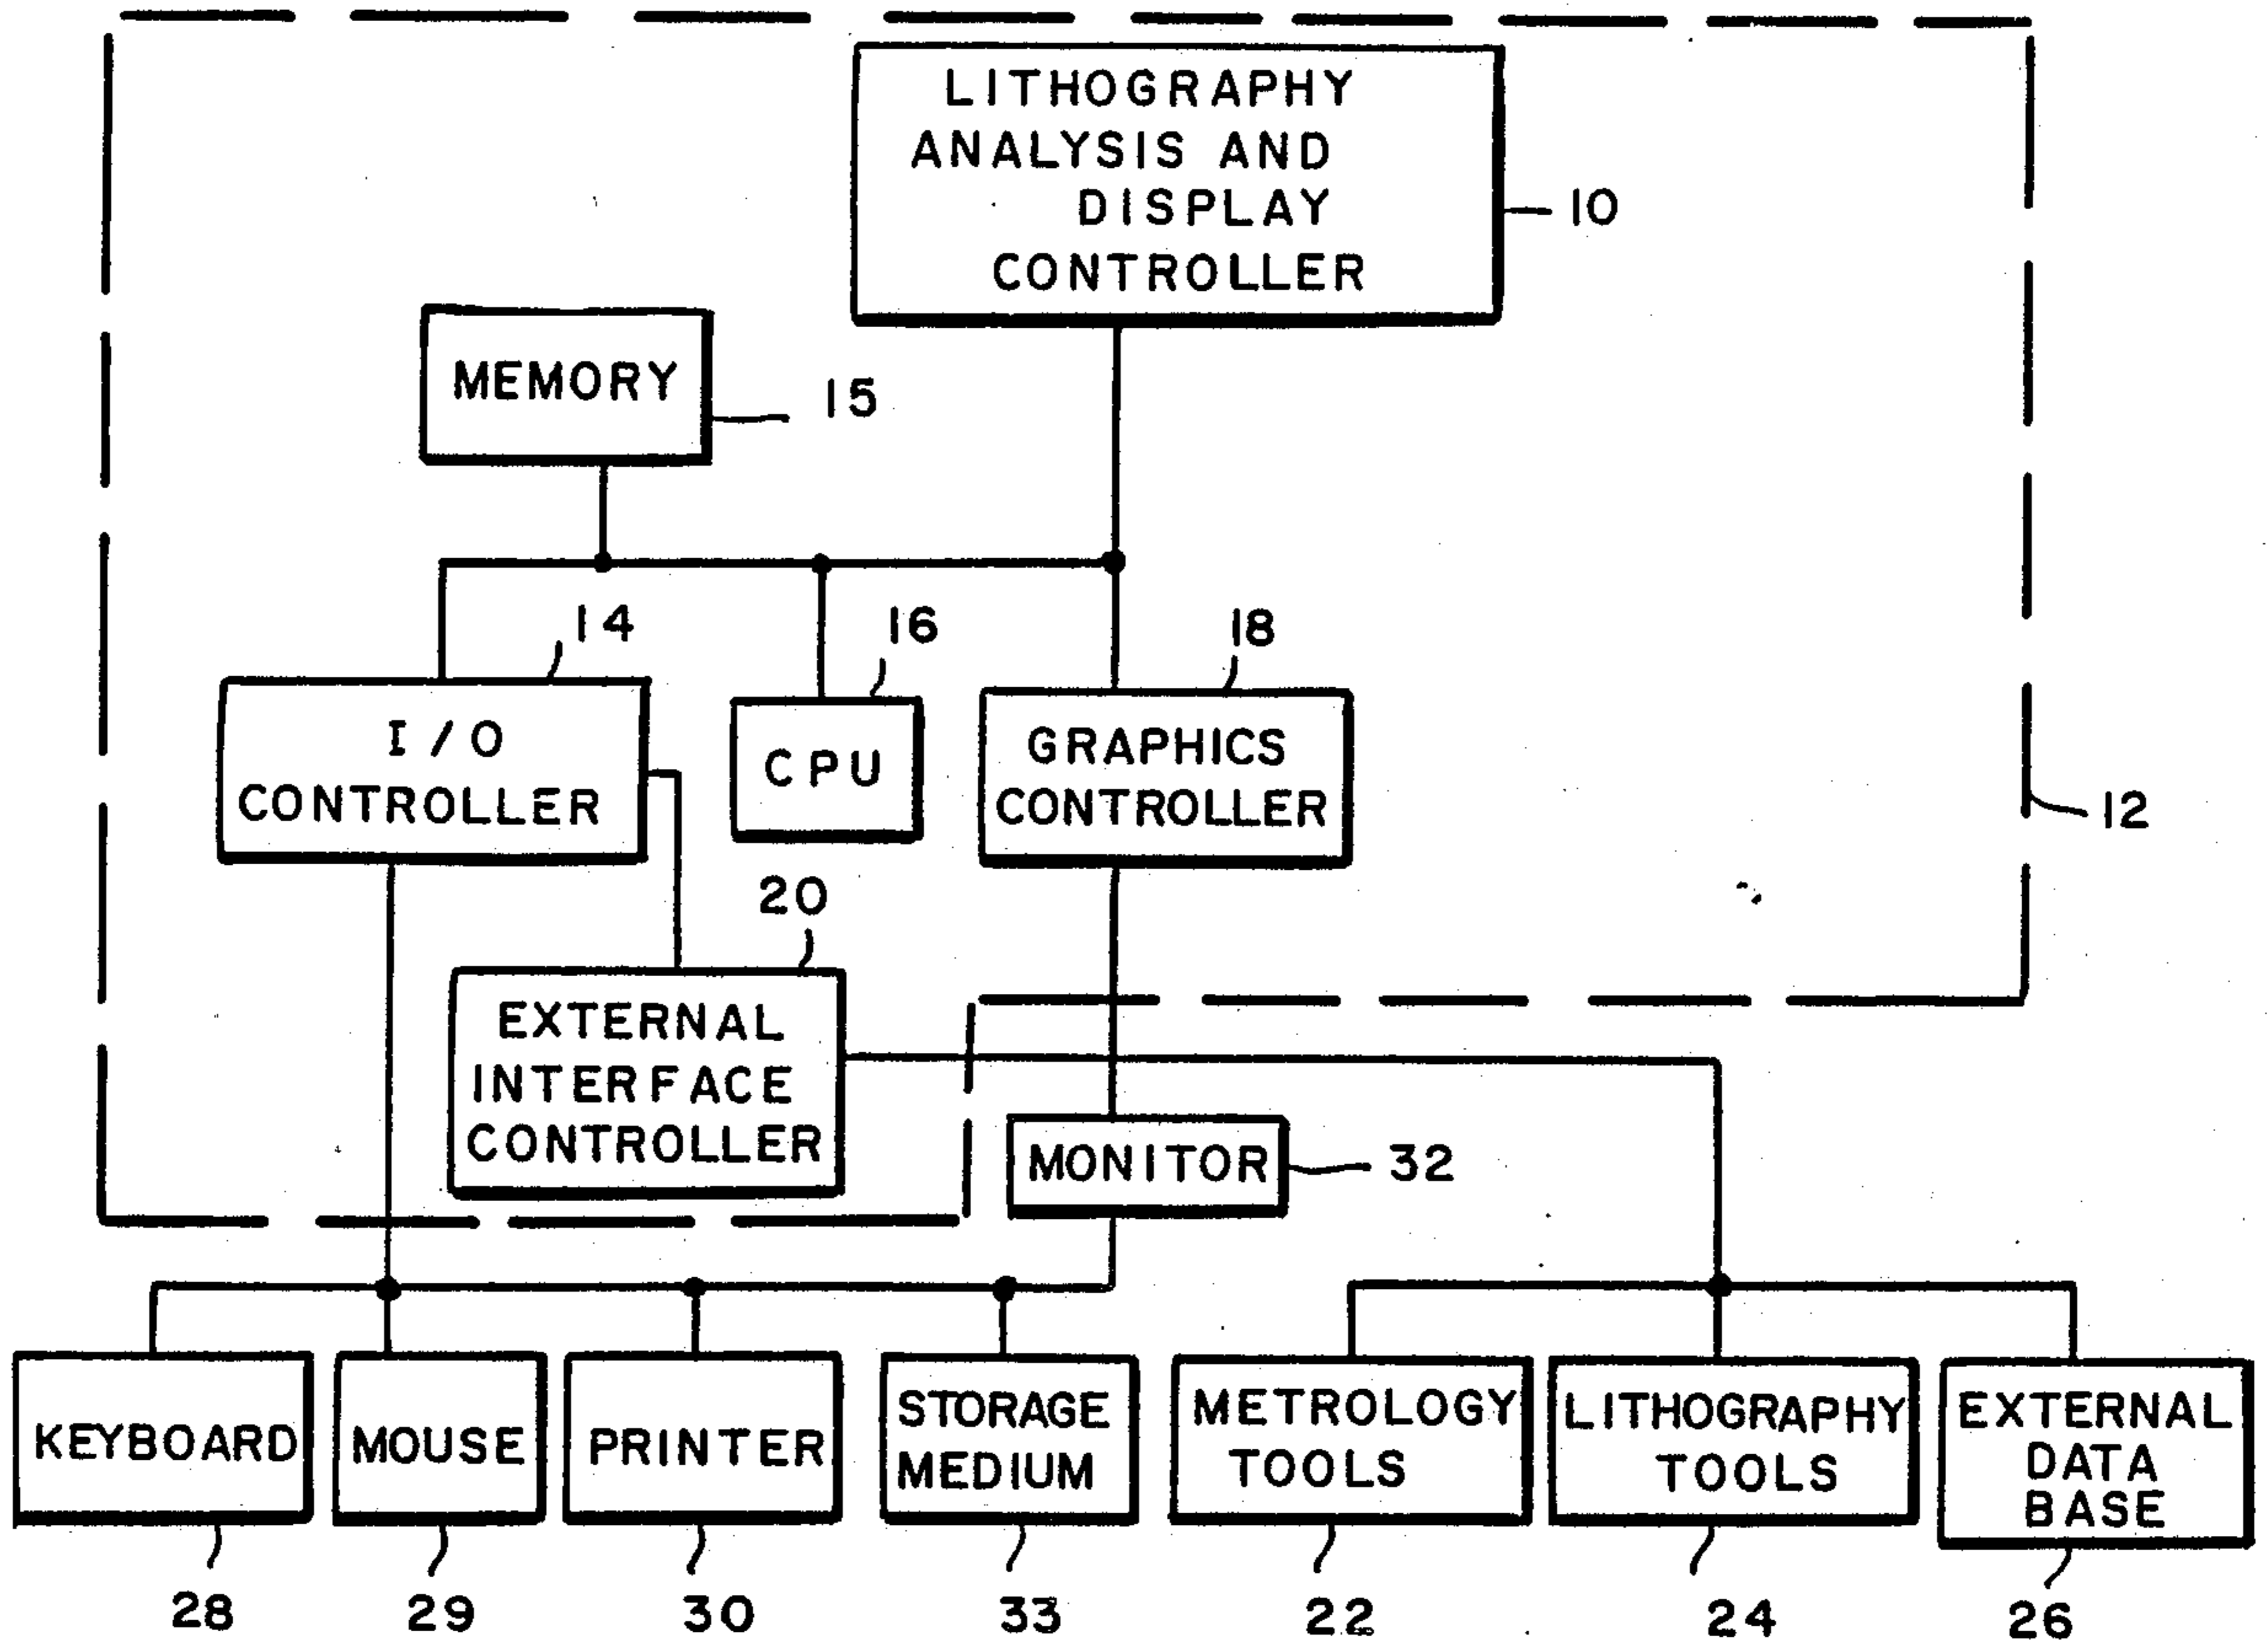 LITHOGRAPHY
ANALYSIS AND
DISPLAY
CONTROLLER
10
MEMORY
15
14
16
18
I/O
CONTROLLER
CPU
GRAPHICS
CONTROLLER
12
20
EXTERNAL
INTERFACE
CONTROLLER
MONITOR
32
KEYBOARD
MOUSE
PRINTER
STORAGE
MEDIUM
METROLOGY
TOOLS
LITHOGRAPHY
TOOLS
EXTERNAL
DATA
BASE
28
29
30
33
22
24
26